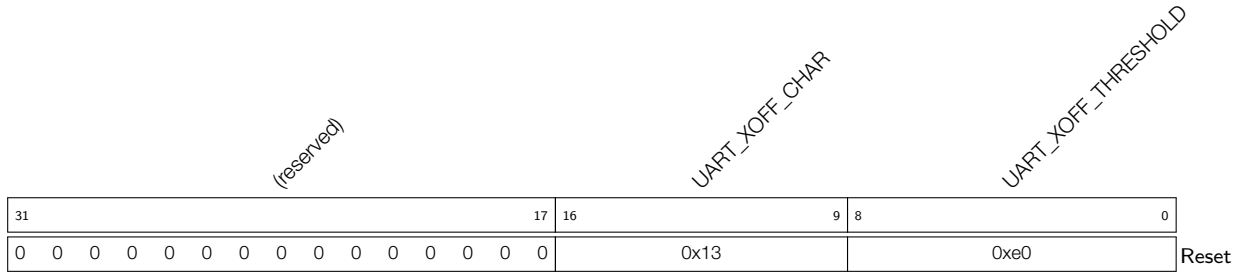 (reserved)
UART_XOFF_CHAR
UART_XOFF_THRESHOLD
31 17 16 9 8 0
0 0 0 0 0 0 0 0 0 0 0 0 0 0 0 0x13 0xe0 Reset